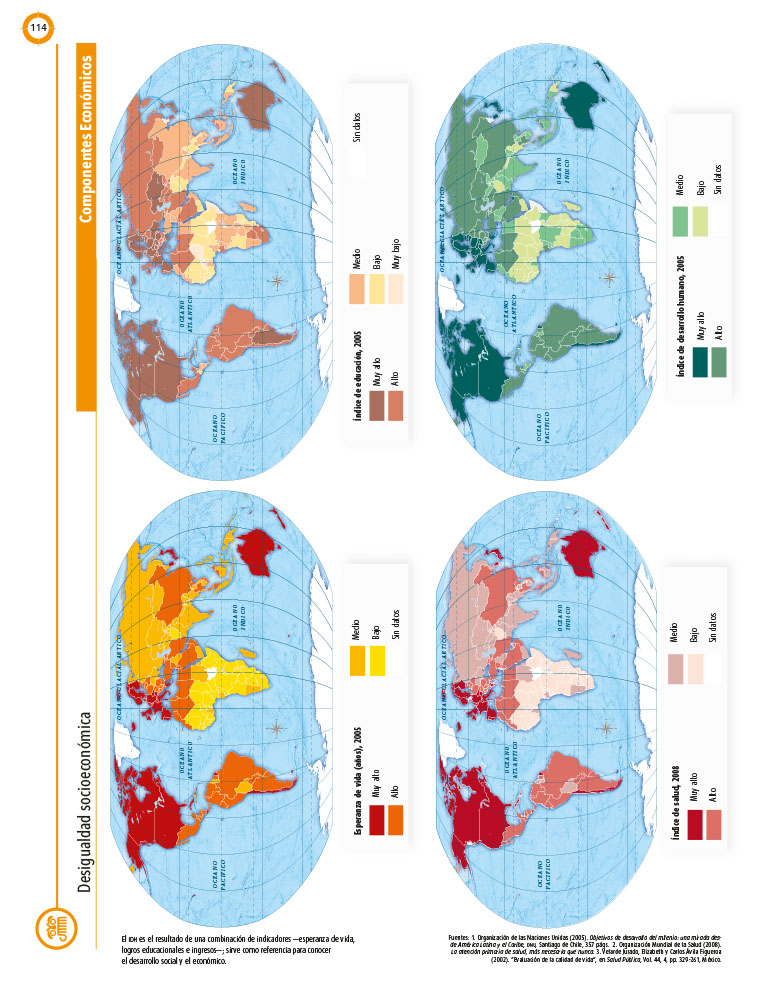 114
Componentes Económicos
Desigualdad socioeconómica
OCÉANO GLACIAL ÁRTICO
OCÉANO
PACÍFICO
OCÉANO
ATLÁNTICO
OCÉANO
ÍNDICO
Esperanza de vida (años), 2005
Muy alto
Alto
Medio
Bajo
Sin datos
OCÉANO GLACIAL ÁRTICO
OCÉANO
PACÍFICO
OCÉANO
ATLÁNTICO
OCÉANO
ÍNDICO
Índice de educación, 2005
Muy alto
Alto
Medio
Bajo
Muy bajo
Sin datos
OCÉANO GLACIAL ÁRTICO
OCÉANO
PACÍFICO
OCÉANO
ATLÁNTICO
OCÉANO
ÍNDICO
Índice de salud, 2008
Muy alto
Alto
Medio
Bajo
Sin datos
OCÉANO GLACIAL ÁRTICO
OCÉANO
PACÍFICO
OCÉANO
ATLÁNTICO
OCÉANO
ÍNDICO
Índice de desarrollo humano, 2005
Muy alto
Alto
Medio
Bajo
Sin datos
El IDH es el resultado de una combinación de indicadores —esperanza de vida,
logros educacionales e ingresos—; sirve como referencia para conocer
el desarrollo social y el económico.
Fuentes: 1. Organización de las Naciones Unidas (2005). Objetivos de desarrollo del milenio: una mirada des-
de América Latina y el Caribe, ONU, Santiago de Chile, 357 págs. 2. Organización Mundial de la Salud (2008).
La atención primaria de salud, más necesaria que nunca. 3. Velarde Jurado, Elizabeth y Carlos Ávila Figueroa
(2002). "Evaluación de la calidad de vida", en Salud Pública, Vol. 44, 4, pp. 329-261, México.